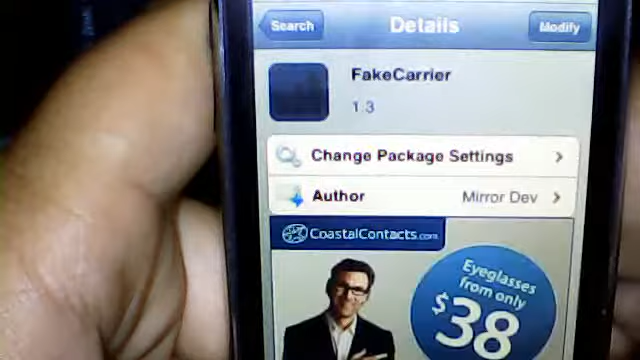 Search
Details
Modify
FakeCarrier
1.3
Change Package Settings
Author
Mirror Dev
CoastalContacts.com
Eyeglasses
from only
$38